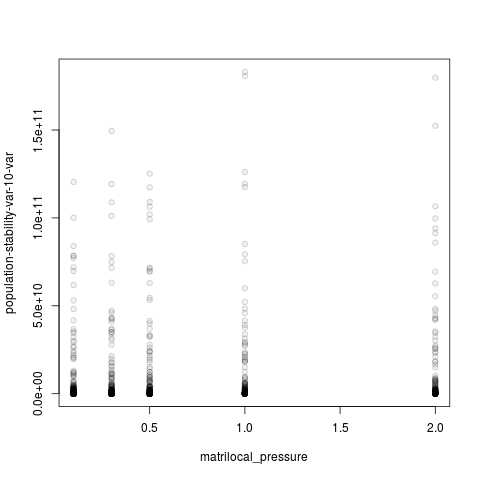 1.5e+11
1.0e+11
5.0e+10
0.0e+00
population-stability-var-10-var
0.5
1.0
1.5
2.0
matrilocal_pressure